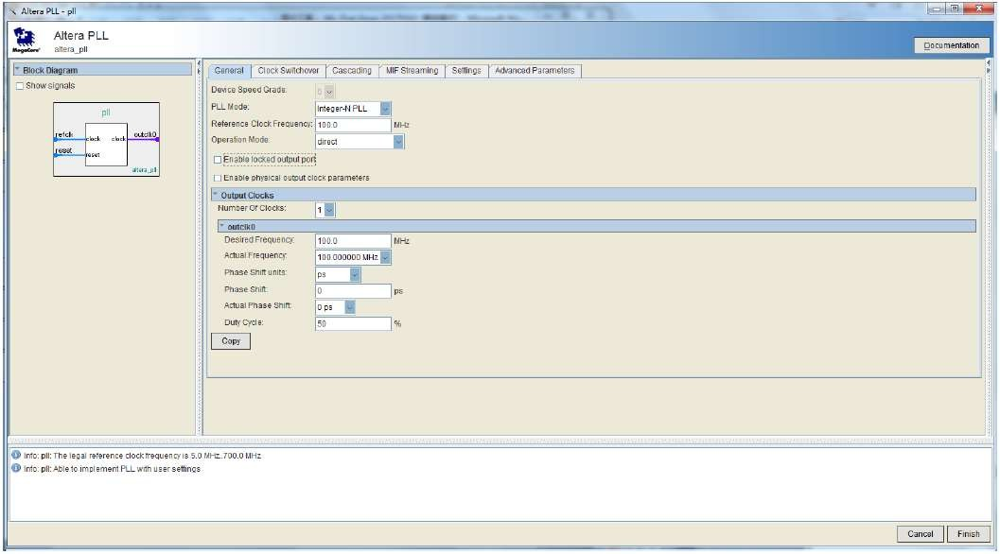 Altera PLL - pll
MegaCore
Altera PLL
altera_pll
Documentation
Block Diagram
Show signals
pll
refclk
clock
clock
outclk0
reset
reset
altera_pll
General
Clock Switchover
Cascading
MIF Streaming
Settings
Advanced Parameters
Device Speed Grade:
PLL Mode: Integer-N PLL
Reference Clock Frequency: 100.0 MHz
Operation Mode: direct
Enable locked output port
Enable physical output clock parameters
Output Clocks
Number Of Clocks: 1
outclk0
Desired Frequency: 100.0 MHz
Actual Frequency: 100.000000 MHz
Phase Shift units: ps
Phase Shift: 0 ps
Actual Phase Shift: 0 ps
Duty Cycle: 50 %
Copy
Info: pll: The legal reference clock frequency is 5.0 MHz..700.0 MHz
Info: pll: Able to implement PLL with user settings
Cancel
Finish